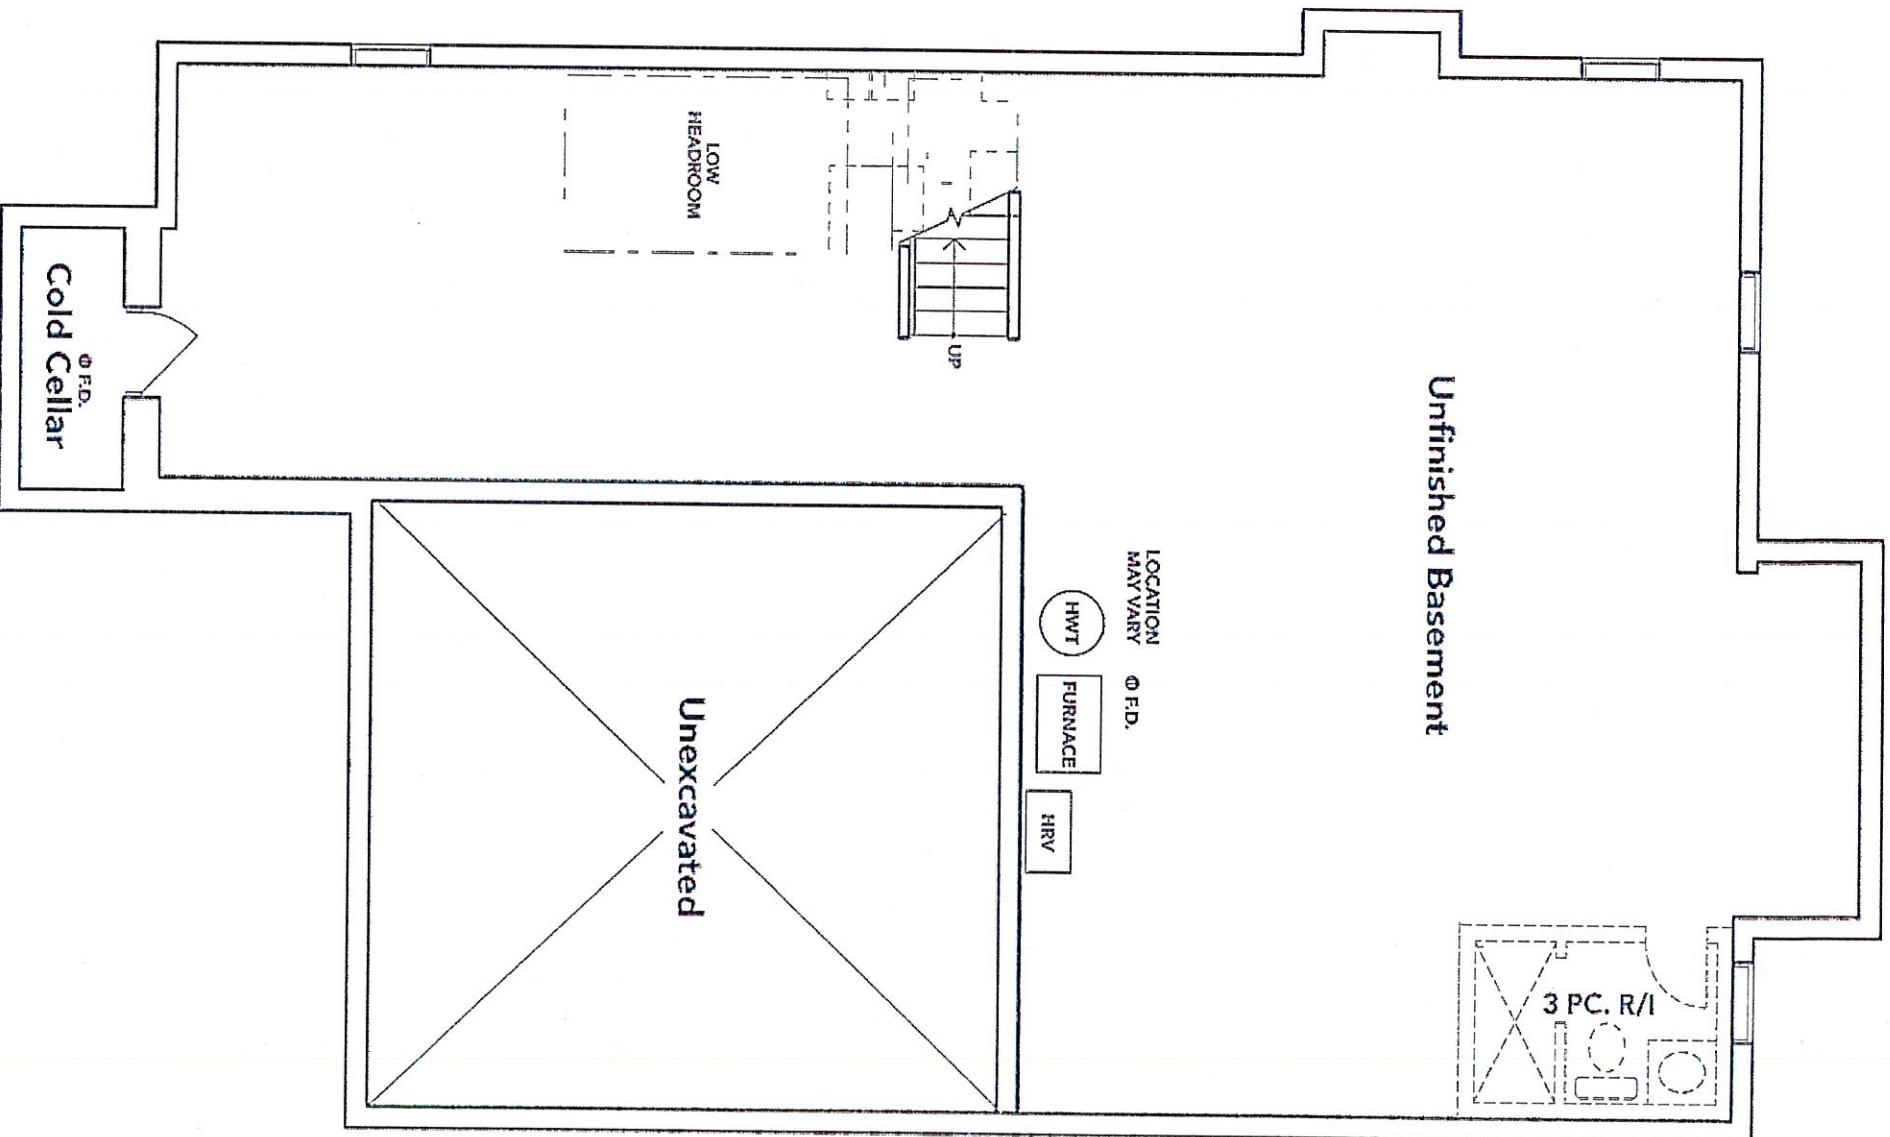 Unfinished Basement
LOCATION
MAY VARY
HWT
Φ F.D.
FURNACE
HRV
UP
LOW
HEADROOM
Unexcavated
Cold Cellar
Φ F.D.
3 PC. R/I